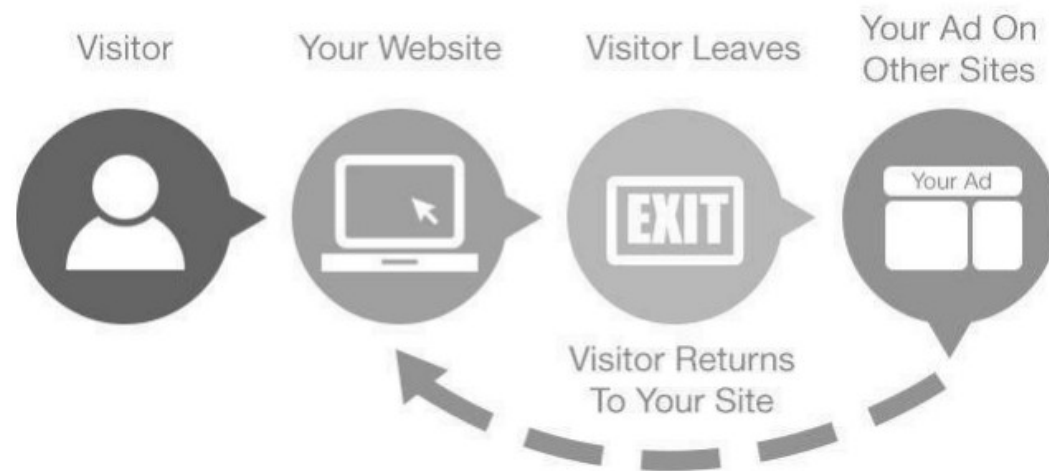 Visitor
Your Website
Visitor Leaves
Your Ad On
Other Sites
EXIT
Your Ad
Visitor Returns
To Your Site